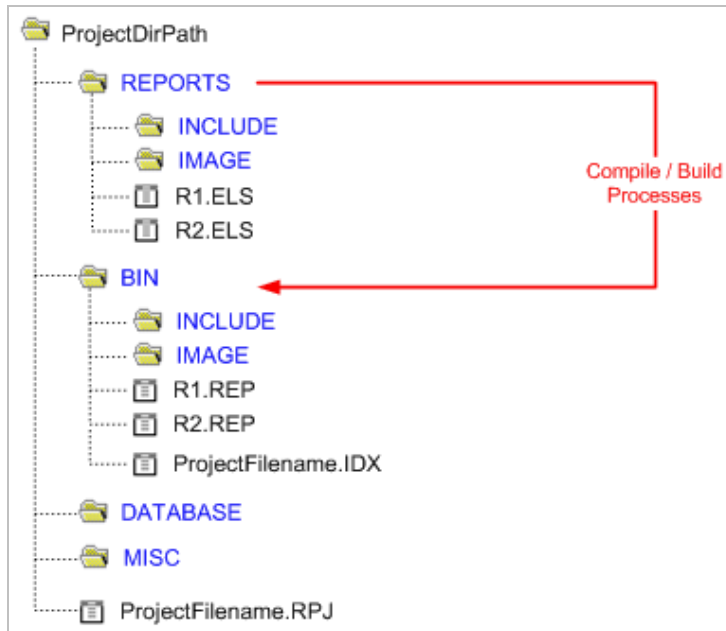 ProjectDirPath
REPORTS
INCLUDE
IMAGE
R1.ELS
R2.ELS
Compile / Build
Processes
BIN
INCLUDE
IMAGE
R1.REP
R2.REP
ProjectFilename.IDX
DATABASE
MISC
ProjectFilename.RPJ